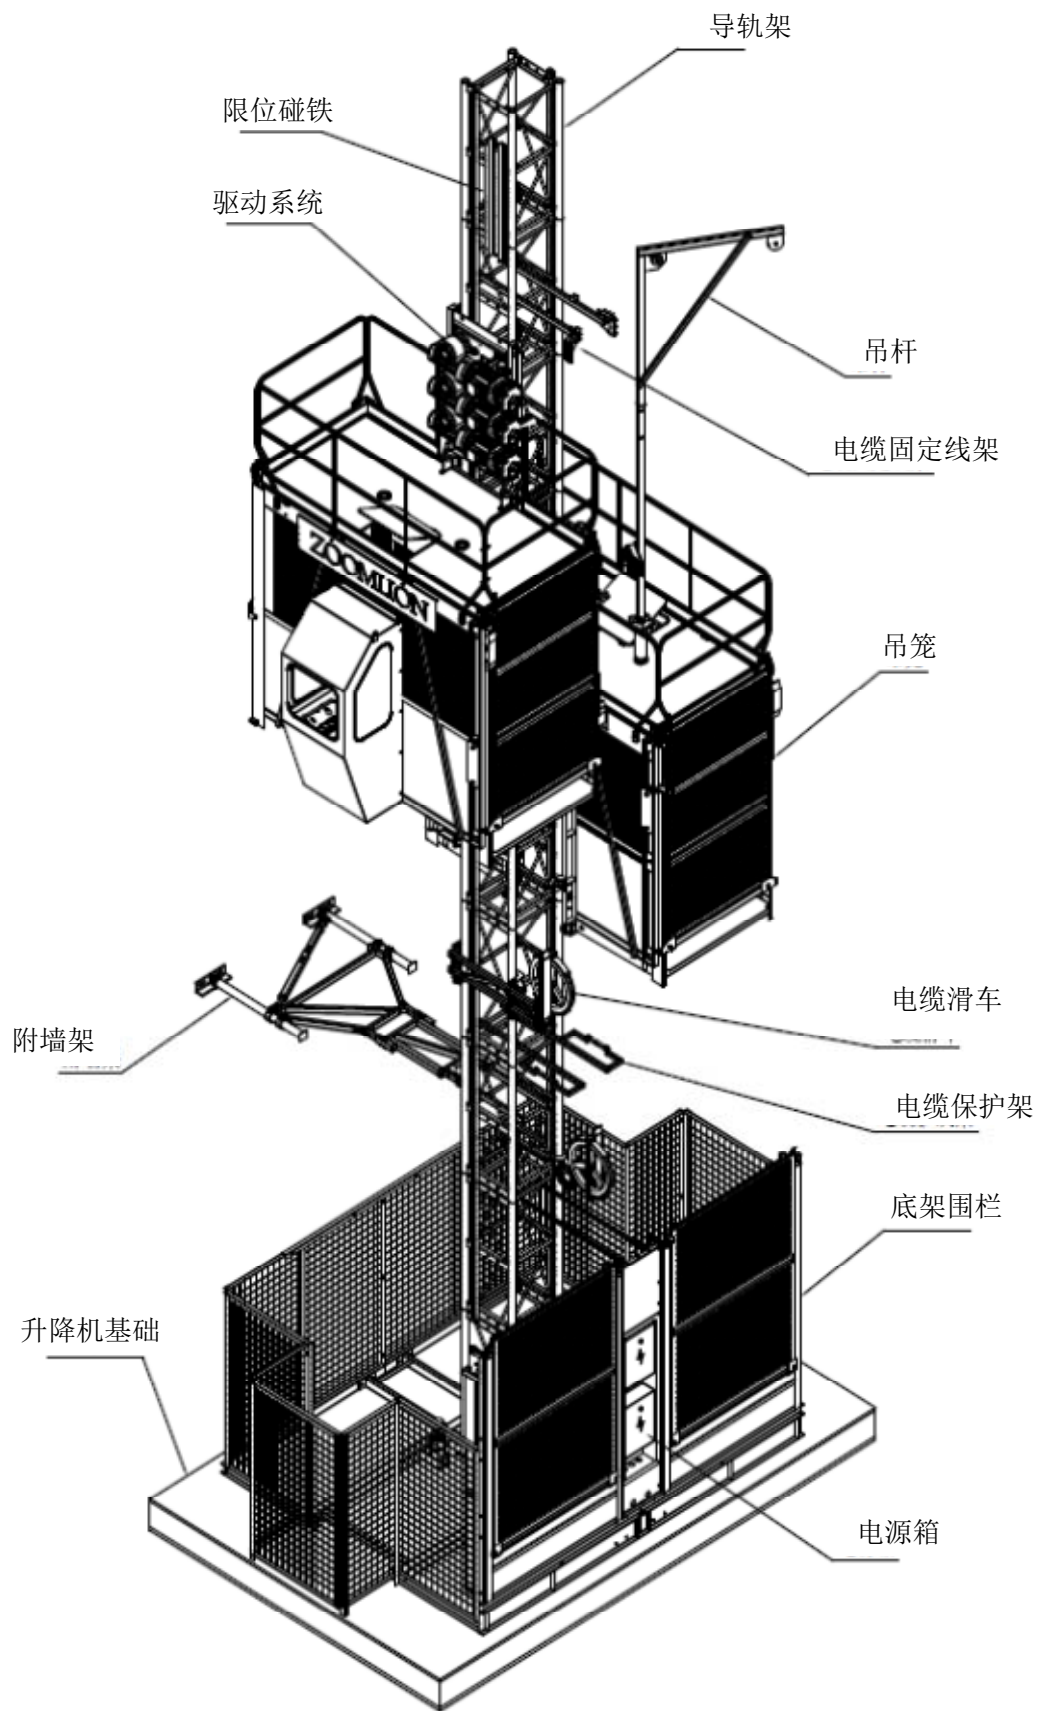 导轨架
限位碰铁
驱动系统
吊杆
电缆固定线架
ZOOMLION
吊笼
电缆滑车
附墙架
电缆保护架
底架围栏
升降机基础
电源箱